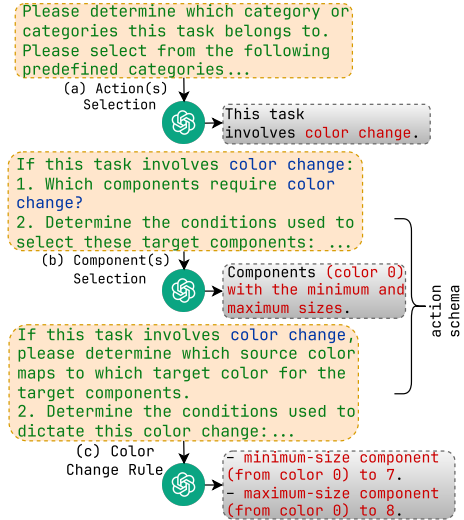 Please determine which category or
categories this task belongs to.
Please select from the following
predefined categories...
(a) Action(s)
Selection
This task
involves color change.
If this task involves color change:
1. Which components require color
change?
2. Determine the conditions used to
select these target components: ...
(b) Component(s)
Selection
Components (color 0)
with the minimum and
maximum sizes.
action
schema
If this task involves color change,
please determine which source color
maps to which target color for the
target components.
2. Determine the conditions used to
dictate this color change:...
(c) Color
Change Rule
- minimum-size component
(from color 0) to 7.
- maximum-size component
(from color 0) to 8.